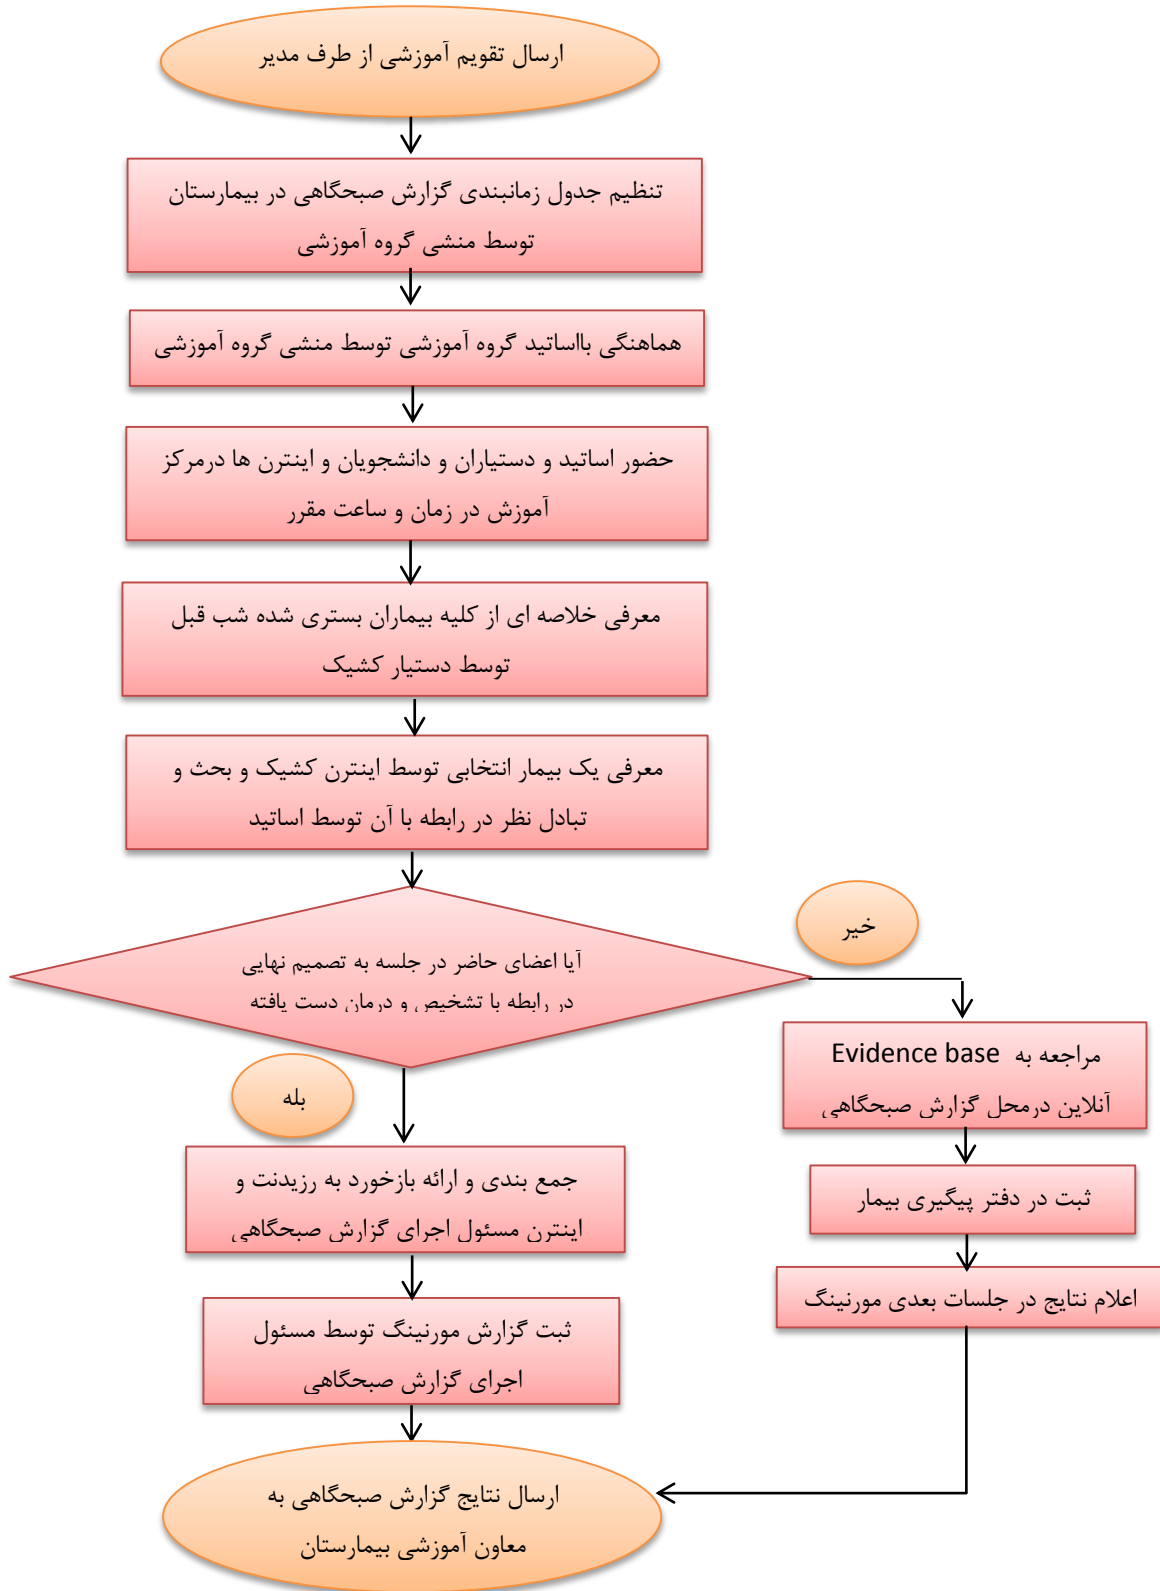 ارسال تقویم آموزشی از طرف مدیر
تنظیم جدول زمانبندی گزارش صبحگاهی در بیمارستان
توسط منشی گروه آموزشی
هماهنگی بااساتید گروه آموزشی توسط منشی گروه آموزشی
حضور اساتید و دستیاران و دانشجویان و اینترن ها درمرکز
آموزش در زمان و ساعت مقرر
معرفی خلاصه ای از کلیه بیماران بستری شده شب قبل
توسط دستیار کشیک
معرفی یک بیمار انتخابی توسط اینترن کشیک و بحث و
تبادل نظر در رابطه با آن توسط اساتید
آیا اعضای حاضر در جلسه به تصمیم نهایی
در رابطه با تشخیص و درمان دست یافته
خیر
مراجعه به Evidence base
آنلاین درمحل گزارش صبحگاهی
ثبت در دفتر پیگیری بیمار
اعلام نتایج در جلسات بعدی مورنینگ
بله
جمع بندی و ارائه بازخورد به رزیدنت و
اینترن مسئول اجرای گزارش صبحگاهی
ثبت گزارش مورنینگ توسط مسئول
اجرای گزارش صبحگاهی
ارسال نتایج گزارش صبحگاهی به
معاون آموزشی بیمارستان